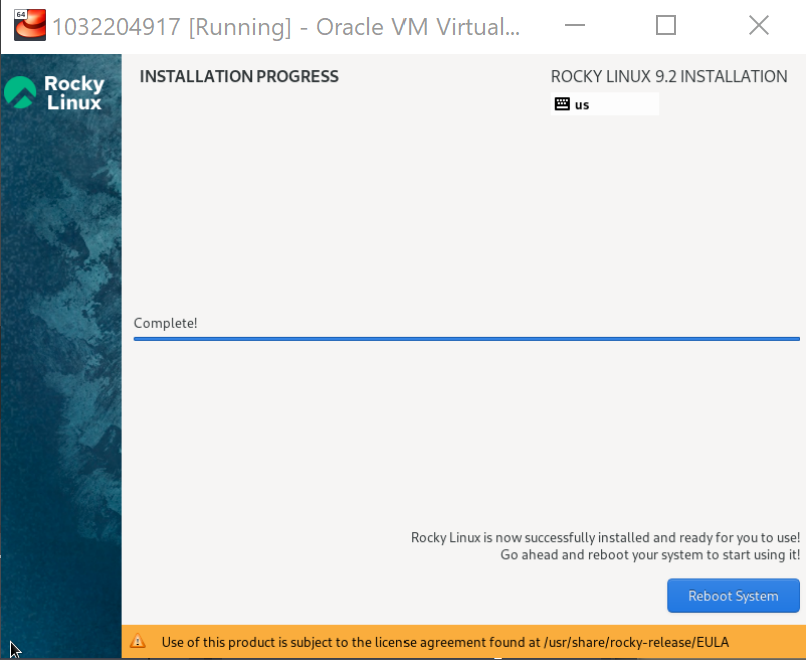 64
1032204917 [Running] - Oracle VM Virtual...
Rocky
Linux
INSTALLATION PROGRESS
ROCKY LINUX 9.2 INSTALLATION
us
Complete!
Rocky Linux is now successfully installed and ready for you to use!
Go ahead and reboot your system to start using it!
Reboot System
Use of this product is subject to the license agreement found at /usr/share/rocky-release/EULA